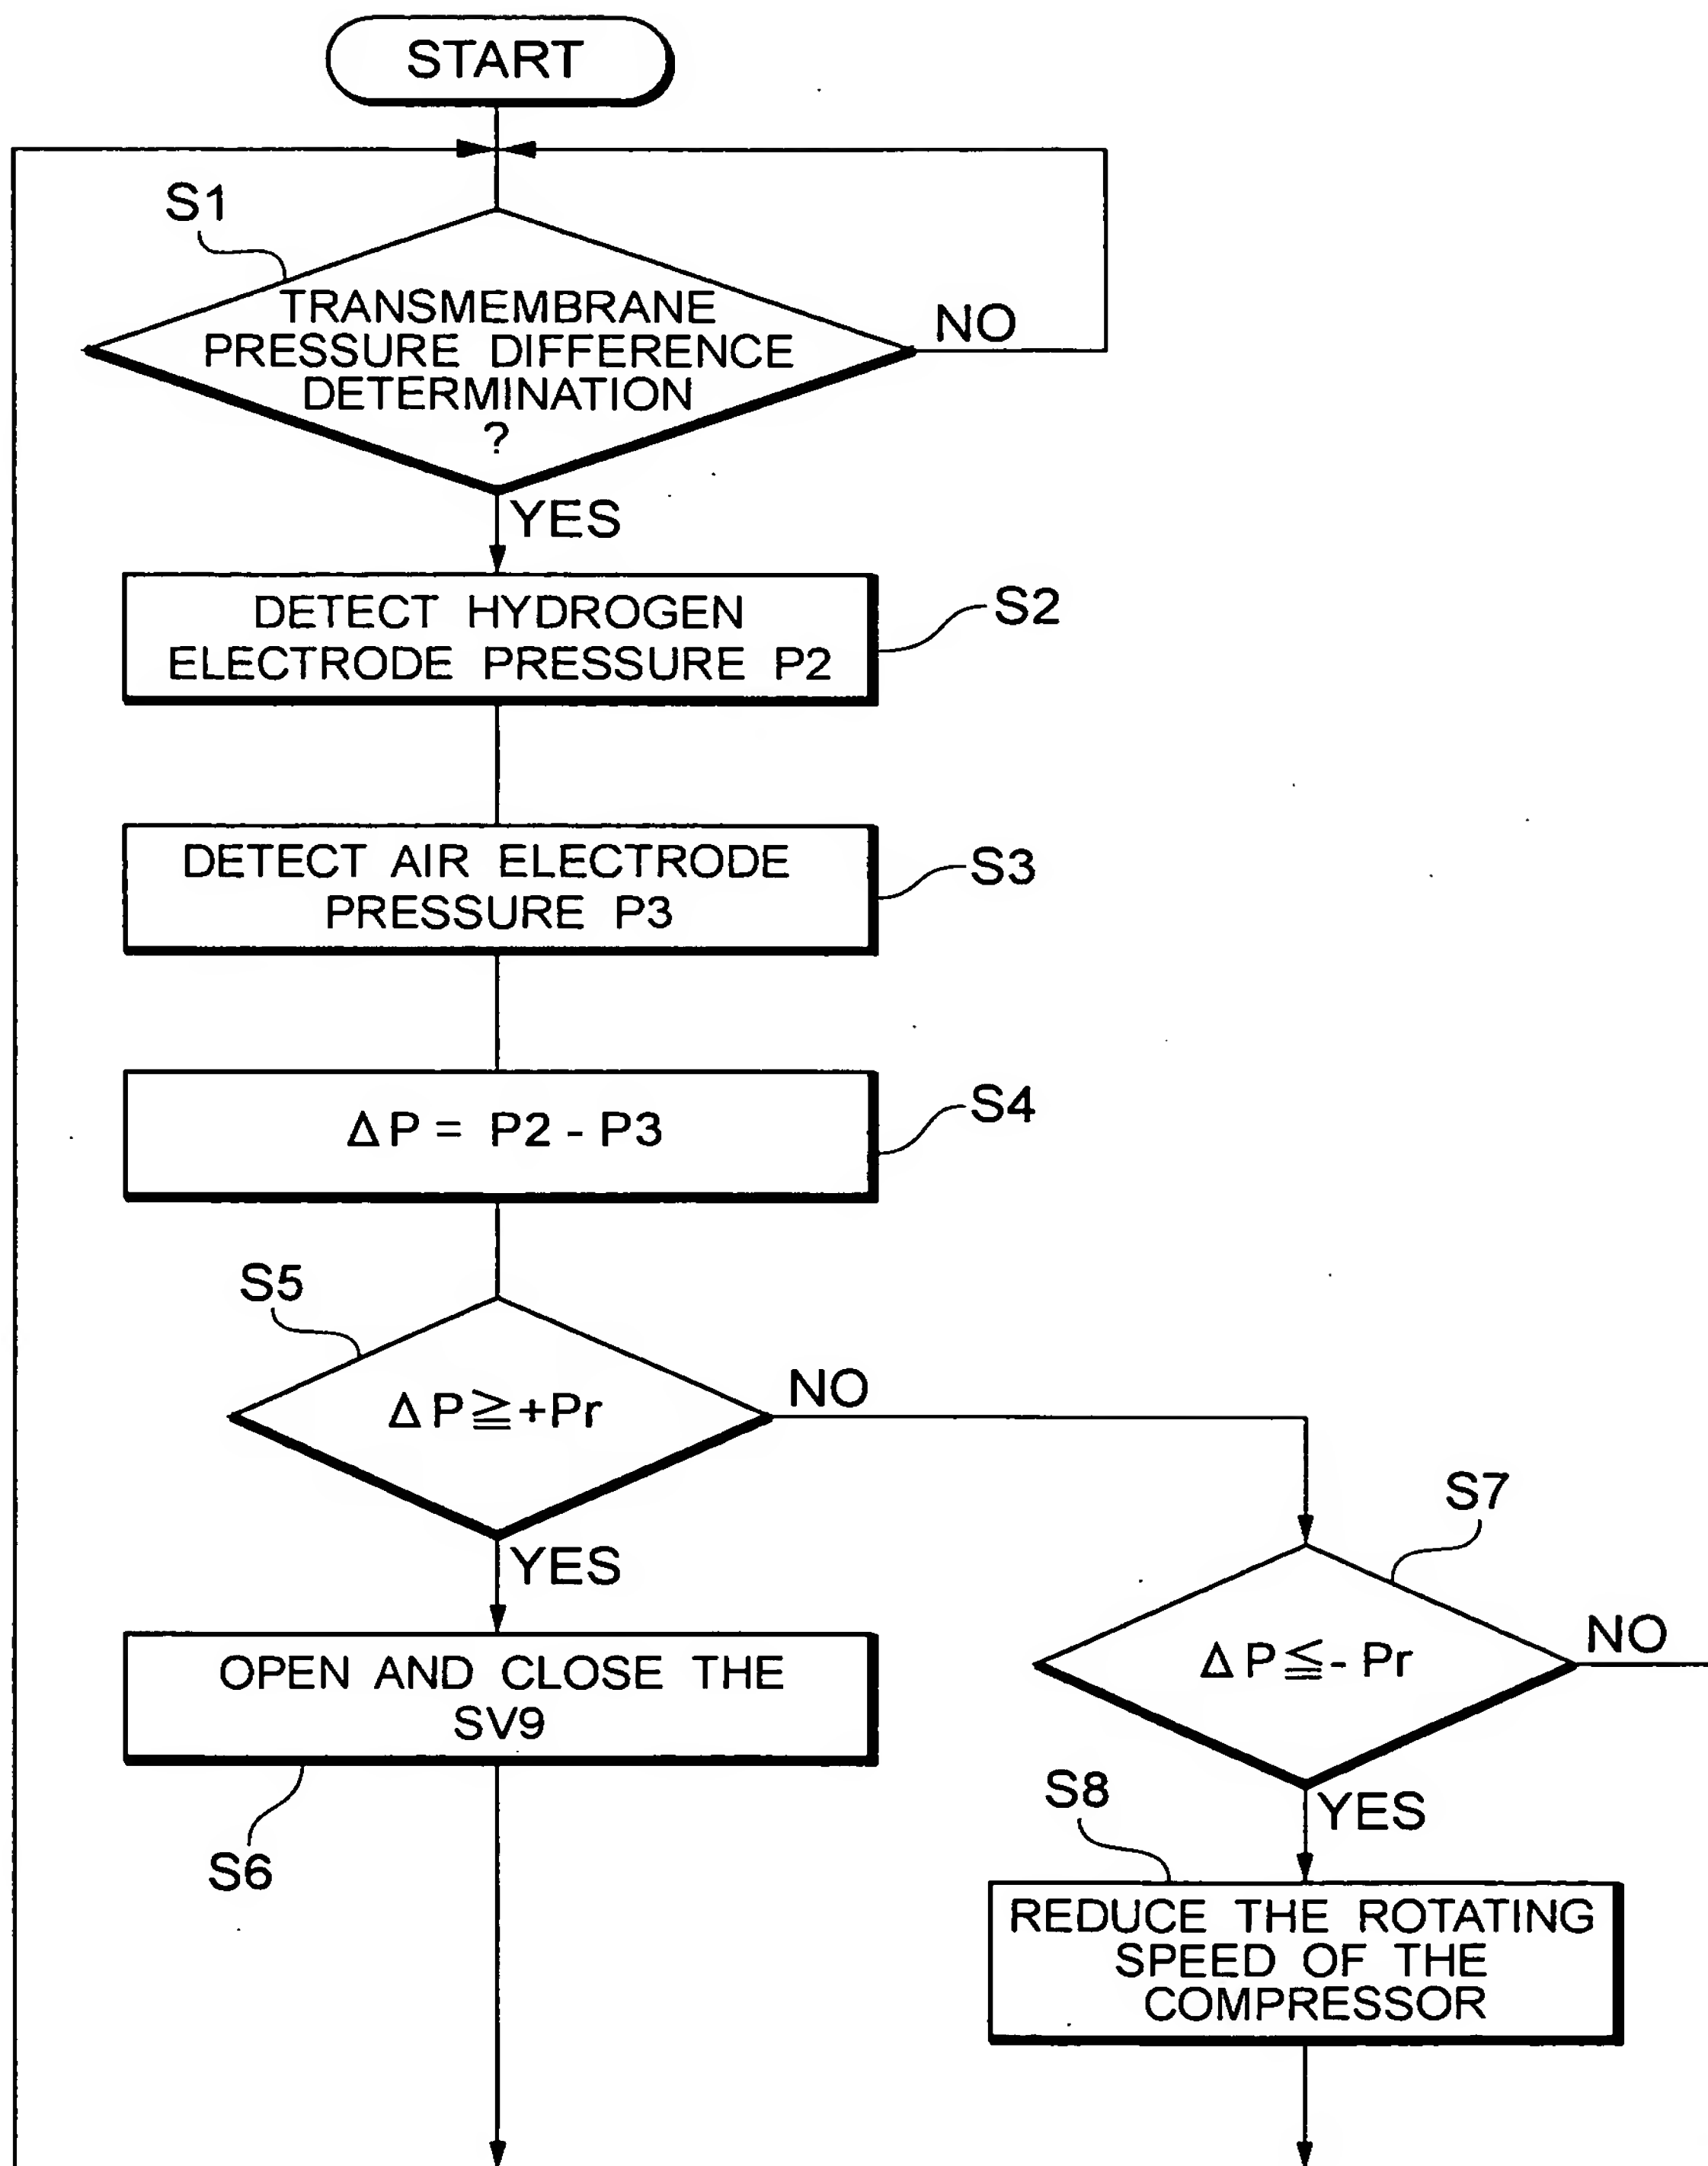 START
S1
TRANSMEMBRANE
PRESSURE DIFFERENCE
DETERMINATION
?
NO
YES
DETECT HYDROGEN
ELECTRODE PRESSURE P2
S2
DETECT AIR ELECTRODE
PRESSURE P3
S3
ΔP = P2 - P3
S4
S5
ΔP≧+Pr
NO
YES
S7
ΔP≦- Pr
NO
OPEN AND CLOSE THE
SV9
S6
YES
S8
REDUCE THE ROTATING
SPEED OF THE
COMPRESSOR